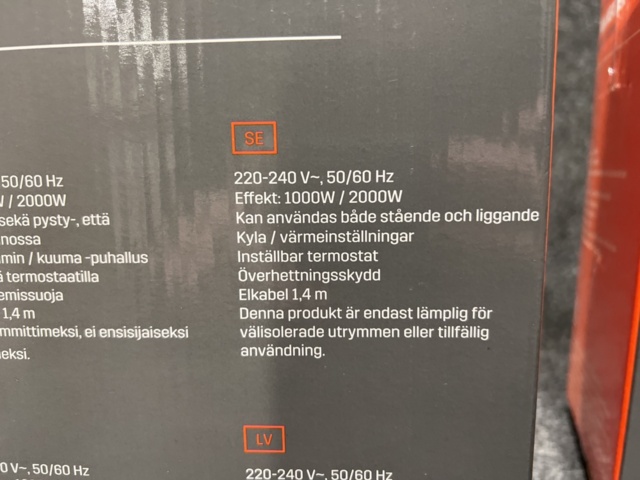 50/60 Hz
/ 2000W
sekä pysty-, että
nossa
min / kuuma -puhallus
termostaatilla
emissuoja
1,4 m
mmittimeksi, ei ensisijaiseksi
eksi.
SE
220-240 V~, 50/60 Hz
Effekt: 1000W / 2000W
Kan användas både stående och liggande
Kyla / värmeinställningar
Inställbar termostat
Överhettningsskydd
Elkabel 1,4 m
Denna produkt är endast lämplig för
välisolerade utrymmen eller tillfällig
användning.
0 V~, 50/60 Hz
LV
220-240 V~, 50/60 Hz